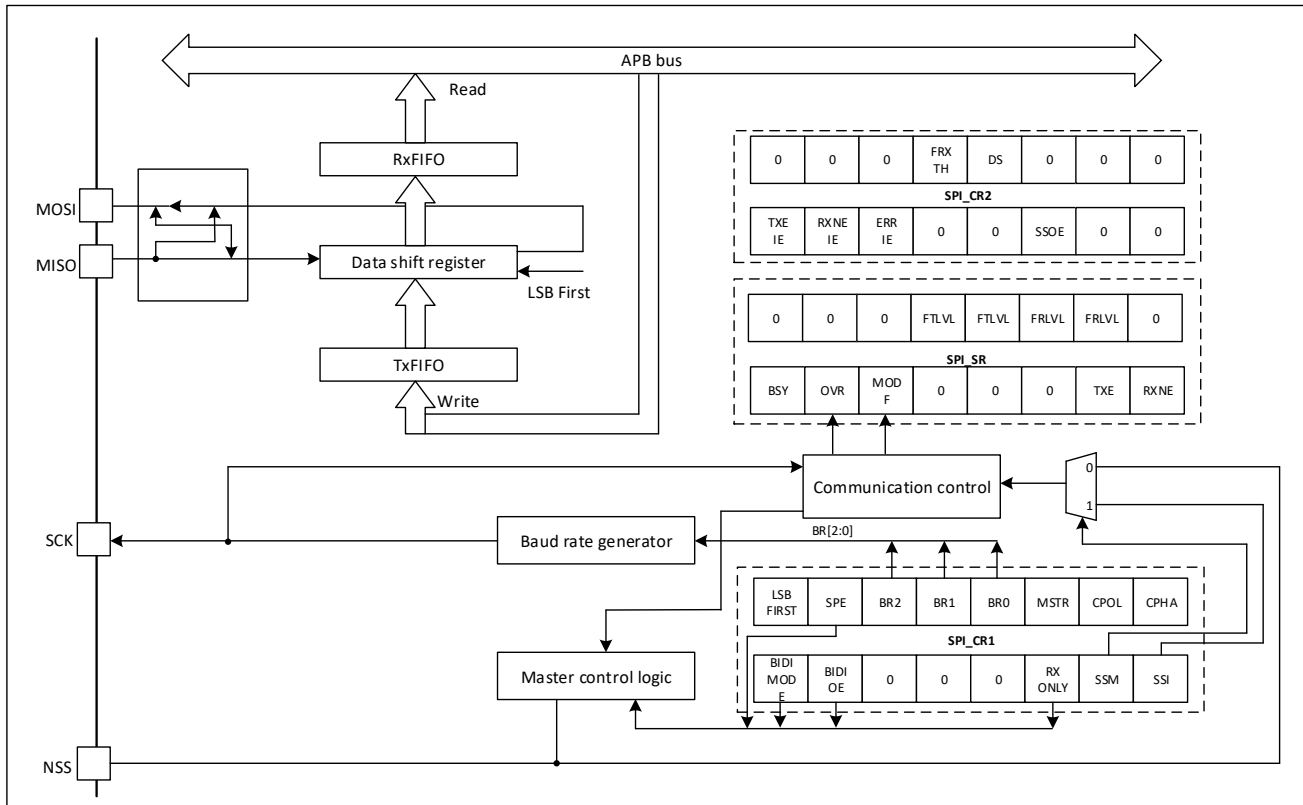 APB bus
Read
RxFIFO
MOSI
MISO
Data shift register
LSB First
TxFIFO
Write
0 0 0 FRX DS 0 0 0
TH
SPI_CR2
TXE RXNE ERR 0 0 SSOE 0 0
IE IE IE
0 0 0 FTLVL FTLVL FRLVL FRLVL 0
SPI_SR
BSY OVR MOD 0 0 0 TXE RXNE
F
Communication control
0
1
SCK
Baud rate generator
BR[2:0]
LSB SPE BR2 BR1 BR0 MSTR CPOL CPHA
FIRST
SPI_CR1
Master control logic
BIDI BIDI 0 0 0 RX SSM SSI
MOD OE ONLY
E
NSS